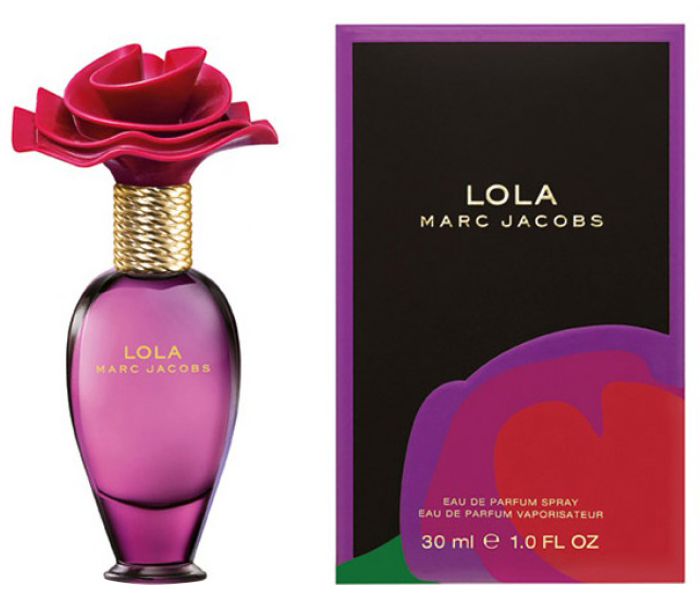 LOLA
MARC JACOBS
LOLA
MARC JACOBS
EAU DE PARFUM SPRAY
EAU DE PARFUM VAPORISATEUR
30 ml ℮ 1.0 FL OZ